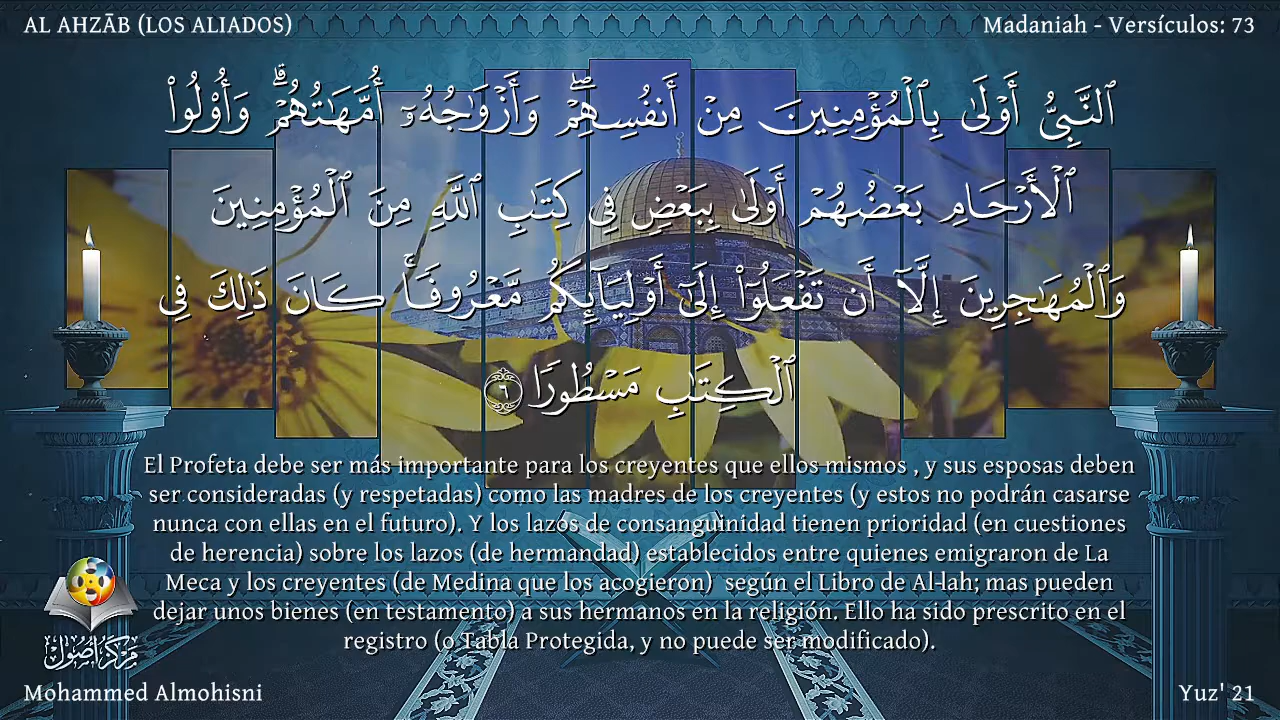 AL AHZĀB (LOS ALIADOS)
Madaniah - Versículos: 73
ٱلنَّبِىُّ أَوْلَىٰ بِٱلْمُؤْمِنِينَ مِنْ أَنفُسِهِمْ ۖ وَأَزْوَٰجُهُۥٓ أُمَّهَـٰتُهُمْ ۗ وَأُو۟لُوا۟
ٱلْأَرْحَامِ بَعْضُهُمْ أَوْلَىٰ بِبَعْضٍ فِى كِتَـٰبِ ٱللَّهِ مِنَ ٱلْمُؤْمِنِينَ
وَٱلْمُهَـٰجِرِينَ إِلَّآ أَن تَفْعَلُوٓا۟ إِلَىٰٓ أَوْلِيَآئِكُم مَّعْرُوفًا ۚ كَانَ ذَٰلِكَ فِى
ٱلْكِتَـٰبِ مَسْطُورًا ٦
El Profeta debe ser más importante para los creyentes que ellos mismos , y sus esposas deben
ser consideradas (y respetadas) como las madres de los creyentes (y estos no podrán casarse
nunca con ellas en el futuro). Y los lazos de consanguinidad tienen prioridad (en cuestiones
de herencia) sobre los lazos (de hermandad) establecidos entre quienes emigraron de La
Meca y los creyentes (de Medina que los acogieron) según el Libro de Al-lah; mas pueden
dejar unos bienes (en testamento) a sus hermanos en la religión. Ello ha sido prescrito en el
registro (o Tabla Protegida, y no puede ser modificado).
مركز أصول
Mohammed Almohisni
Yuz' 21